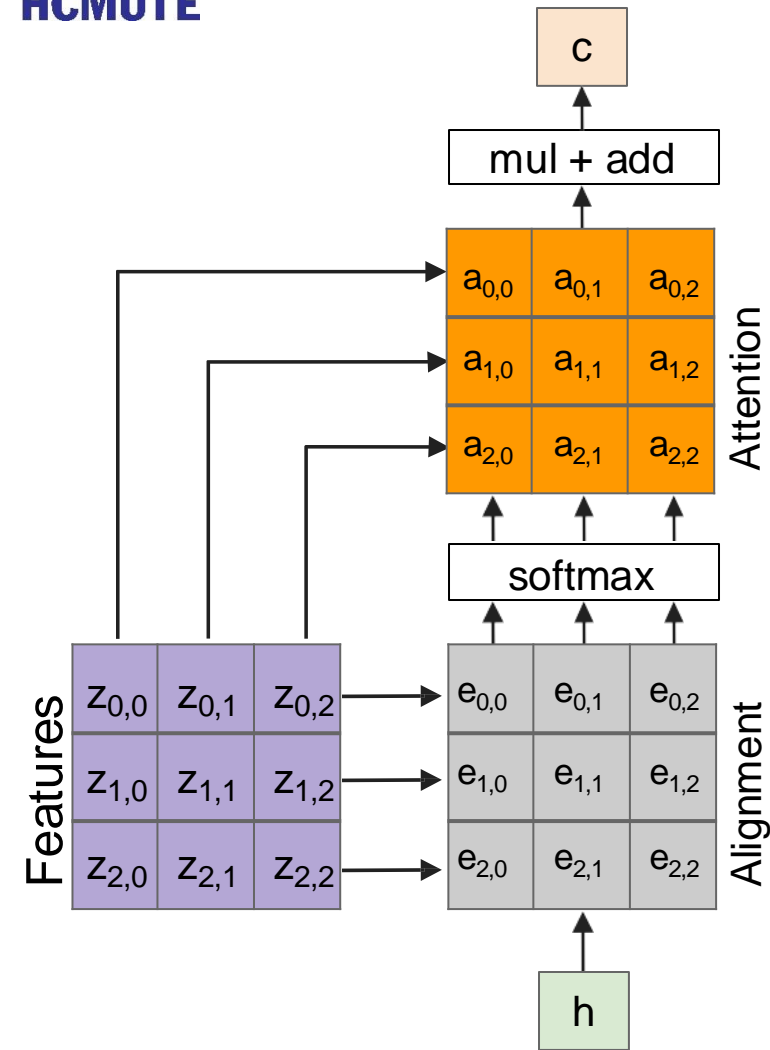 HCMUTE
c
mul + add
a0,0 a0,1 a0,2
a1,0 a1,1 a1,2
a2,0 a2,1 a2,2
Attention
softmax
Features
z0,0 z0,1 z0,2
z1,0 z1,1 z1,2
z2,0 z2,1 z2,2
e0,0 e0,1 e0,2
e1,0 e1,1 e1,2
e2,0 e2,1 e2,2
Alignment
h